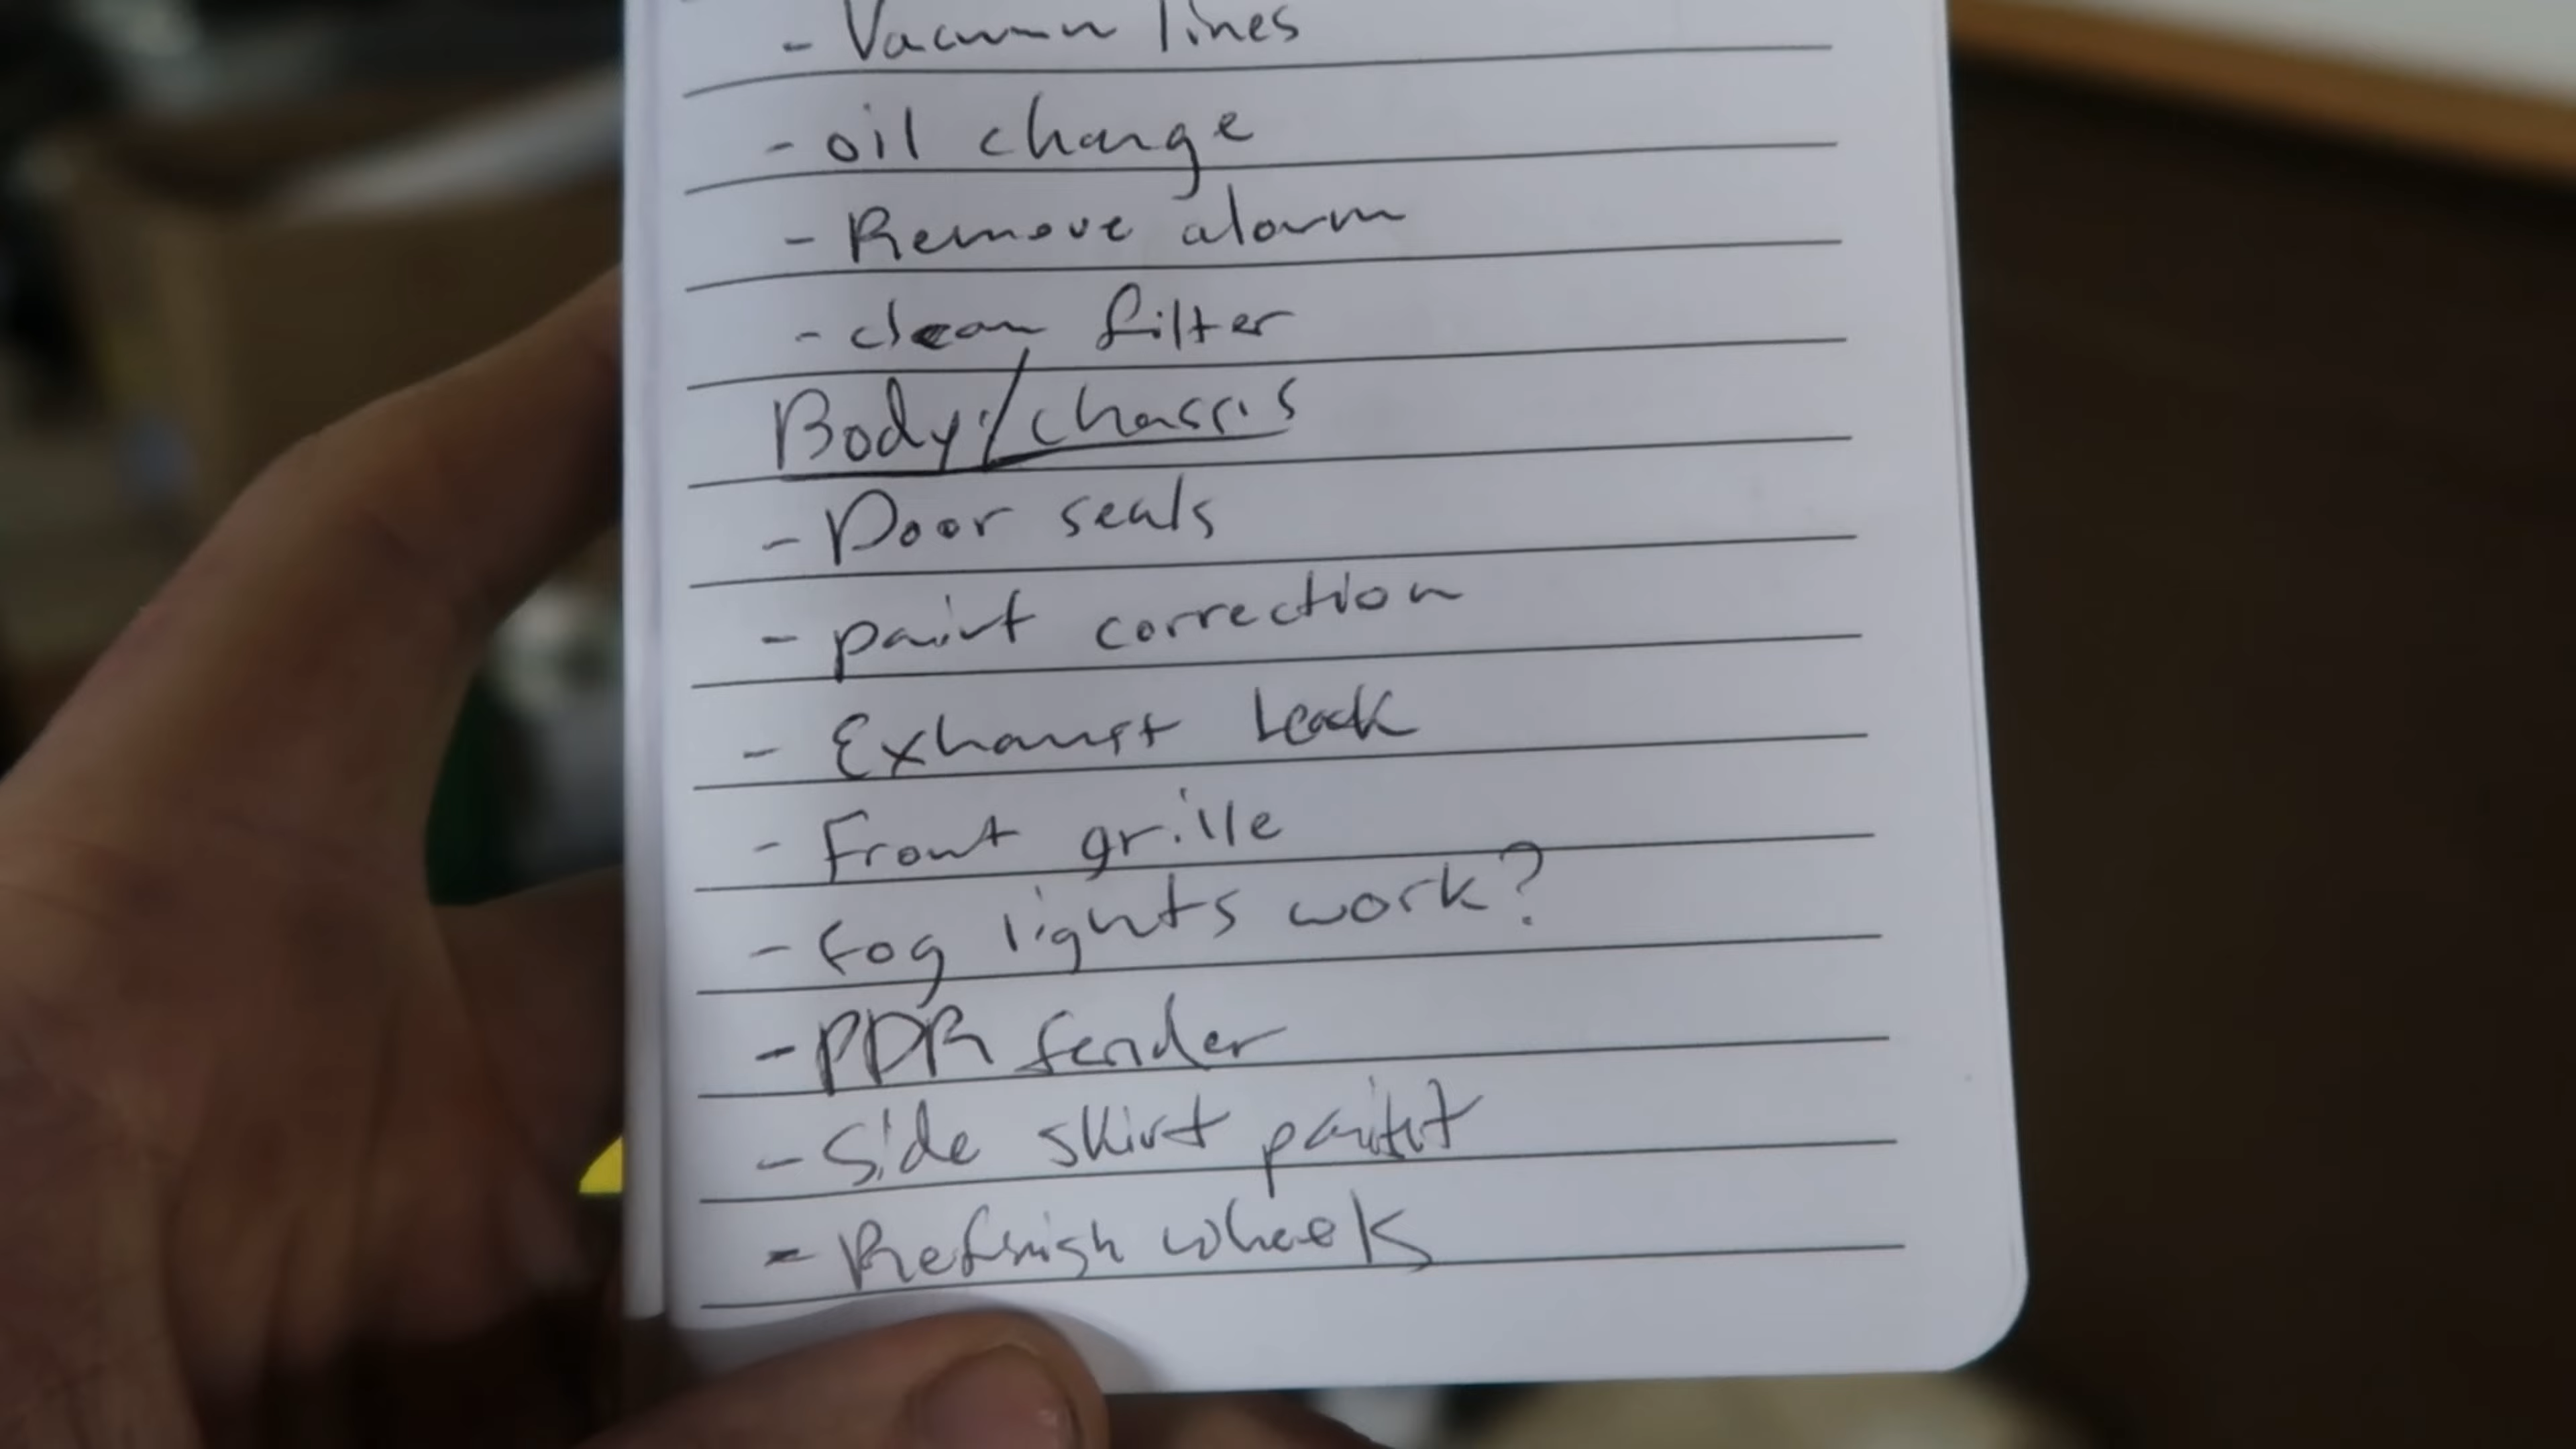 - Vacuum lines
- oil change
- Remove alarm
- clean filter
Body/chassis
- Door seals
- paint correction
- Exhaust Leak
- Front grille
- fog lights work?
- PDR fender
- Side skirt paint
- Refinish wheels